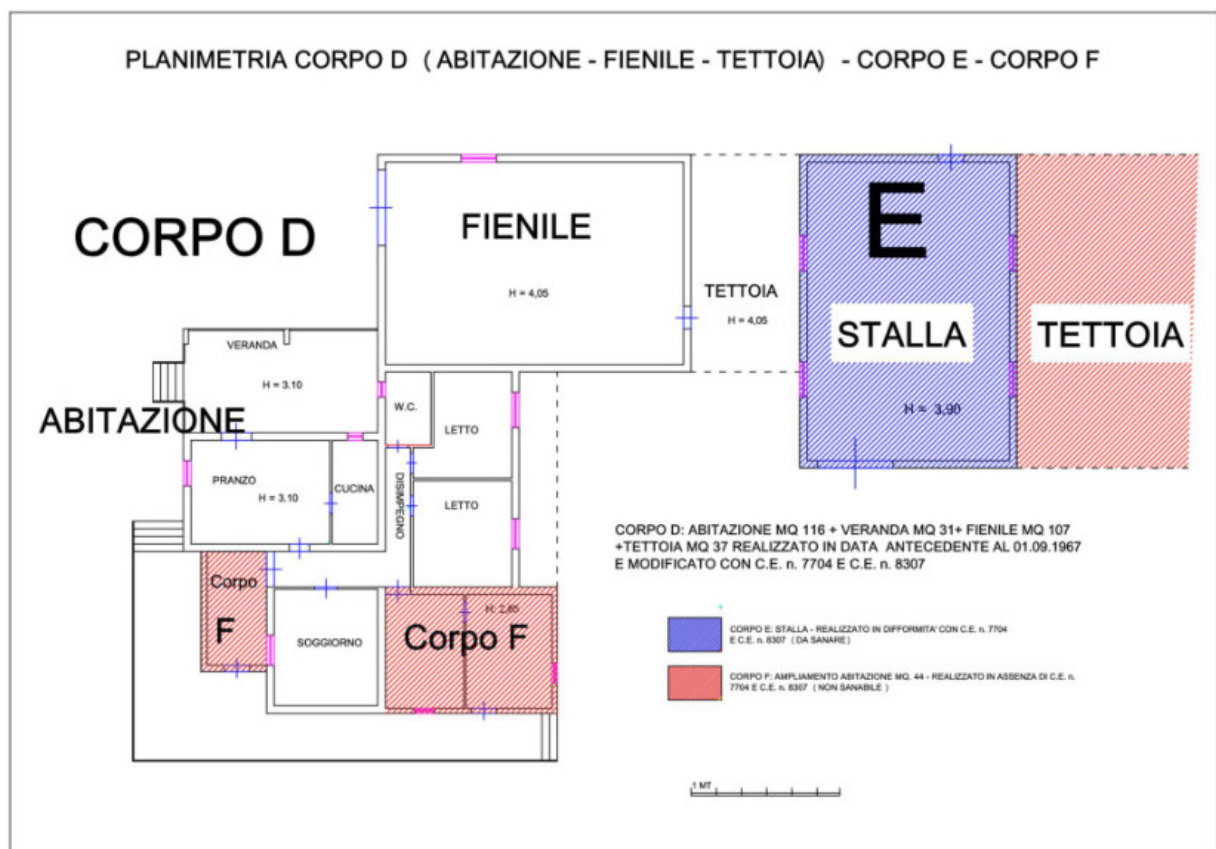 PLANIMETRIA CORPO D ( ABITAZIONE - FIENILE - TETTOIA) - CORPO E - CORPO F
CORPO D
FIENILE
H = 4,05
TETTOIA
H = 4,05
E
STALLA
H = 3,90
TETTOIA
VERANDA
H = 3.10
ABITAZIONE
W.C.
LETTO
PRANZO
H = 3.10
CUCINA
DISIMPEGNO
LETTO
Corpo
F
SOGGIORNO
H: 2,85
Corpo F
CORPO D: ABITAZIONE MQ 116 + VERANDA MQ 31+ FIENILE MQ 107
+TETTOIA MQ 37 REALIZZATO IN DATA ANTECEDENTE AL 01.09.1967
E MODIFICATO CON C.E. n. 7704 E C.E. n. 8307
CORPO E: STALLA - REALIZZATO IN DIFFORMITA' CON C.E. n. 7704
E C.E. n. 8307 ( DA SANARE )
CORPO F: AMPLIAMENTO ABITAZIONE MQ. 44 - REALIZZATO IN ASSENZA DI C.E. n.
7704 E C.E. n. 8307 ( NON SANABILE )
1 MT